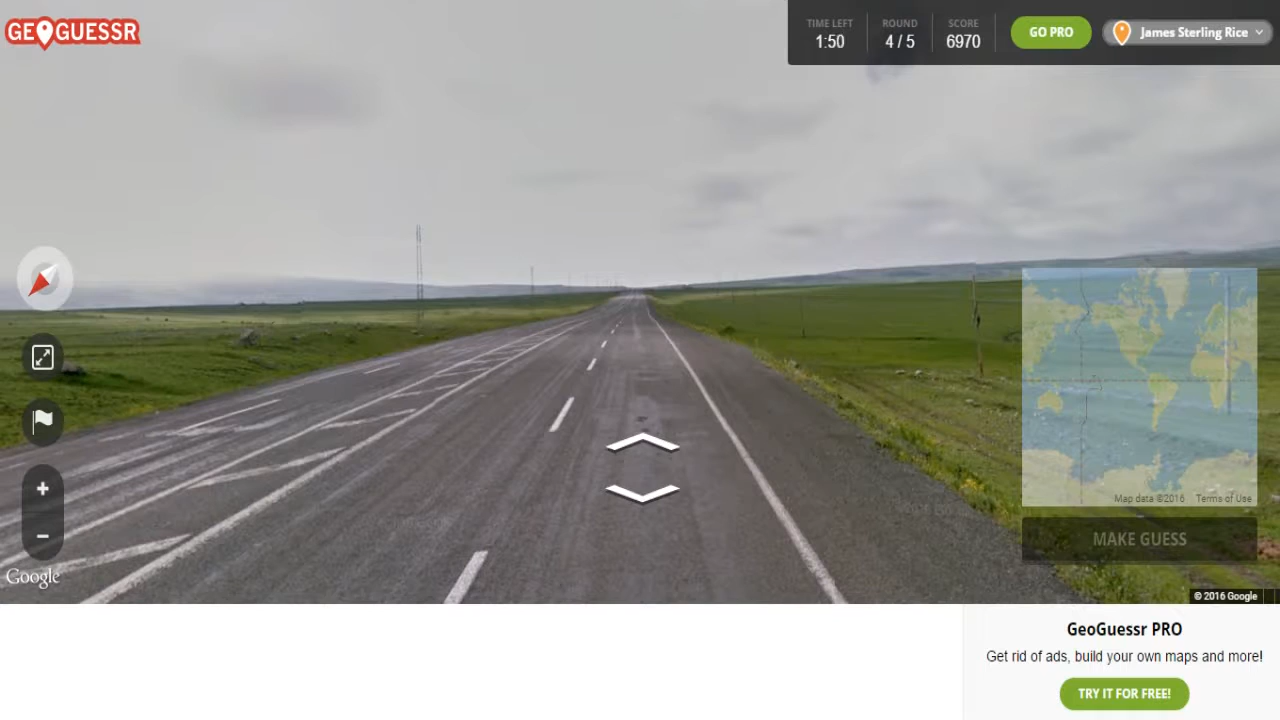 GEOGUESSR
TIME LEFT
1:50
ROUND
4 / 5
SCORE
6970
GO PRO
James Sterling Rice
Map data ©2016 Terms of Use
MAKE GUESS
Google
© 2016 Google
GeoGuessr PRO
Get rid of ads, build your own maps and more!
TRY IT FOR FREE!